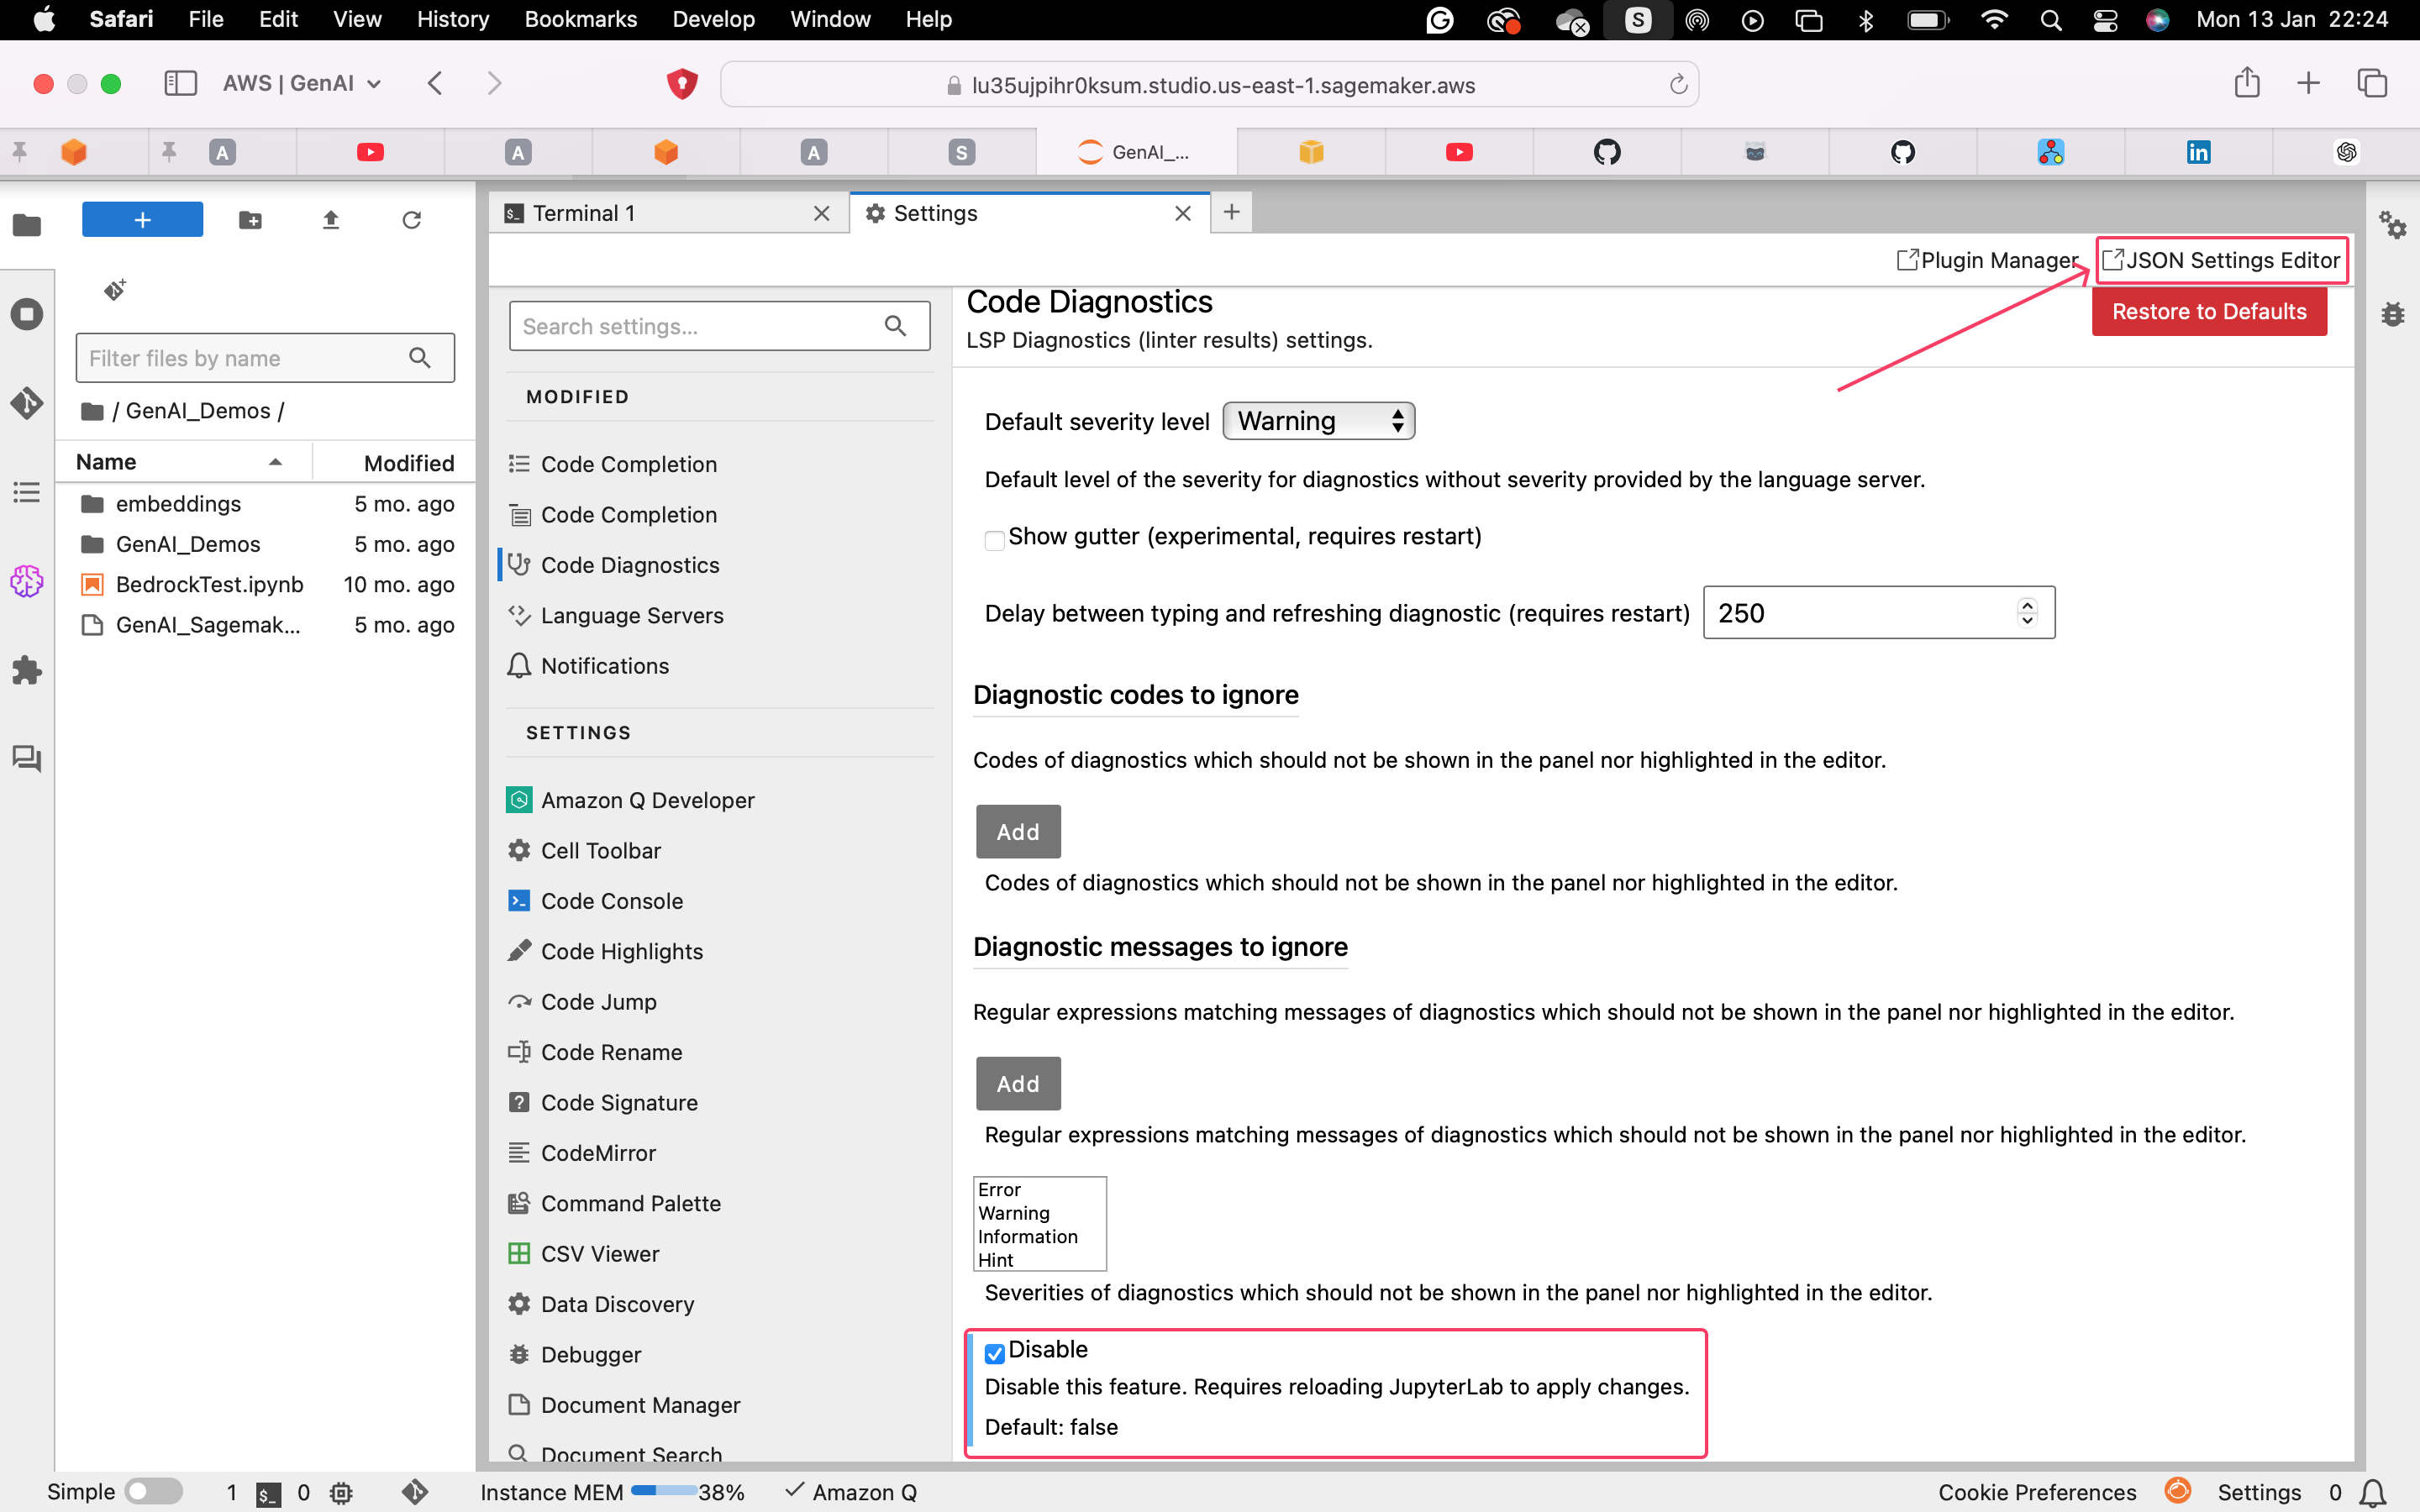 Safari File Edit View History Bookmarks Develop Window Help
S
Mon 13 Jan 22:24
AWS | GenAI
lu35ujpihr0ksum.studio.us-east-1.sagemaker.aws
A
A
A
S
GenAI_...
in
+
Filter files by name
/ GenAI_Demos /
Name Modified
embeddings 5 mo. ago
GenAI_Demos 5 mo. ago
BedrockTest.ipynb 10 mo. ago
GenAI_Sagemak... 5 mo. ago
Terminal 1
Settings
Plugin Manager
JSON Settings Editor
Search settings...
MODIFIED
Code Completion
Code Completion
Code Diagnostics
Language Servers
Notifications
SETTINGS
Amazon Q Developer
Cell Toolbar
Code Console
Code Highlights
Code Jump
Code Rename
Code Signature
CodeMirror
Command Palette
CSV Viewer
Data Discovery
Debugger
Document Manager
Document Search
Code Diagnostics
Restore to Defaults
LSP Diagnostics (linter results) settings.
Default severity level Warning
Default level of the severity for diagnostics without severity provided by the language server.
Show gutter (experimental, requires restart)
Delay between typing and refreshing diagnostic (requires restart) 250
Diagnostic codes to ignore
Codes of diagnostics which should not be shown in the panel nor highlighted in the editor.
Add
Codes of diagnostics which should not be shown in the panel nor highlighted in the editor.
Diagnostic messages to ignore
Regular expressions matching messages of diagnostics which should not be shown in the panel nor highlighted in the editor.
Add
Regular expressions matching messages of diagnostics which should not be shown in the panel nor highlighted in the editor.
Error
Warning
Information
Hint
Severities of diagnostics which should not be shown in the panel nor highlighted in the editor.
Disable
Disable this feature. Requires reloading JupyterLab to apply changes.
Default: false
Simple 1 $_ 0 Instance MEM 38% Amazon Q Cookie Preferences Settings 0